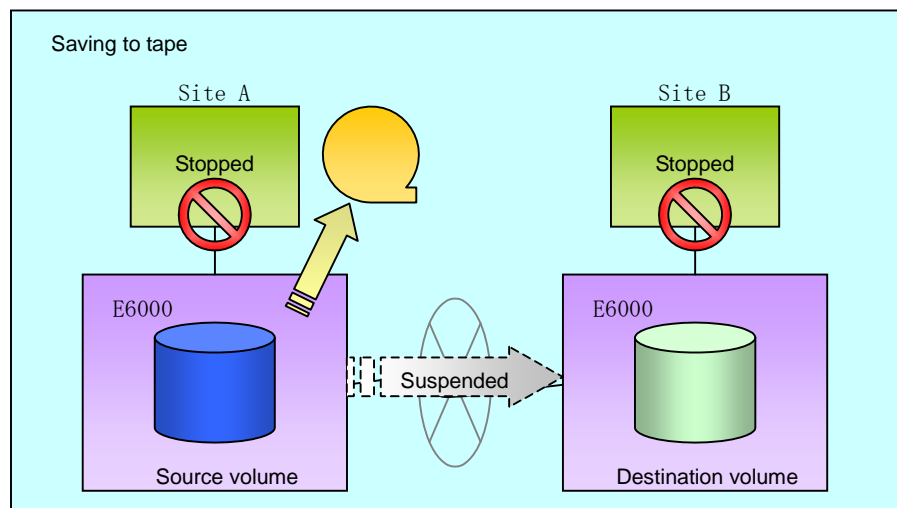 Saving to tape
Site A
Site B
Stopped
Stopped
E6000
E6000
Suspended
Source volume
Destination volume